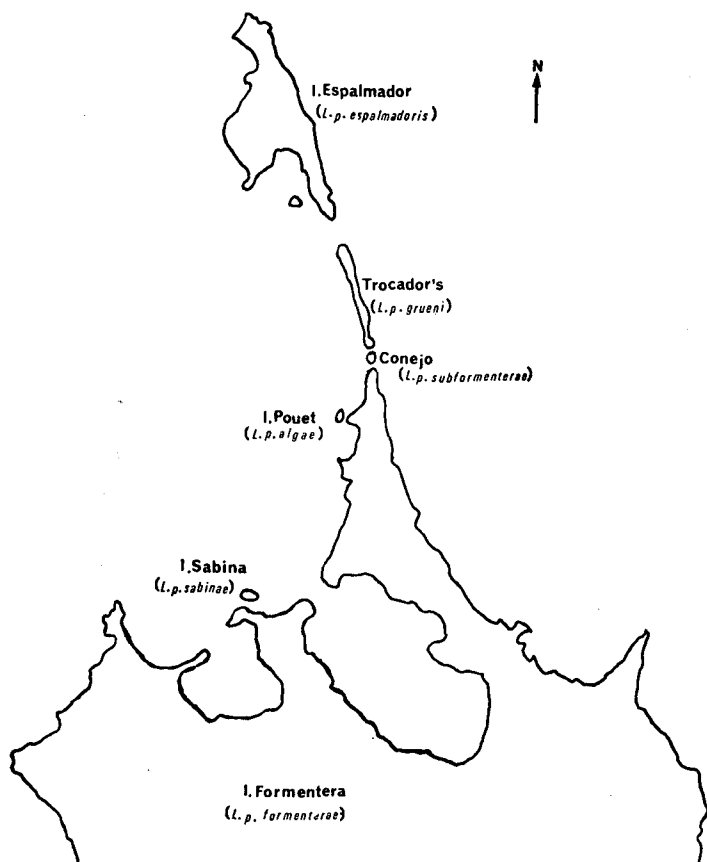 N
I.Espalmador
(L.p.espalmadoris)
Trocador's
(L.p.grueni)
Conejo
(L.p.subformenterae)
I.Pouet
(L.p.algae)
I.Sabina
(L.p.sabinae)
I.Formentera
(L.p.formenterae)